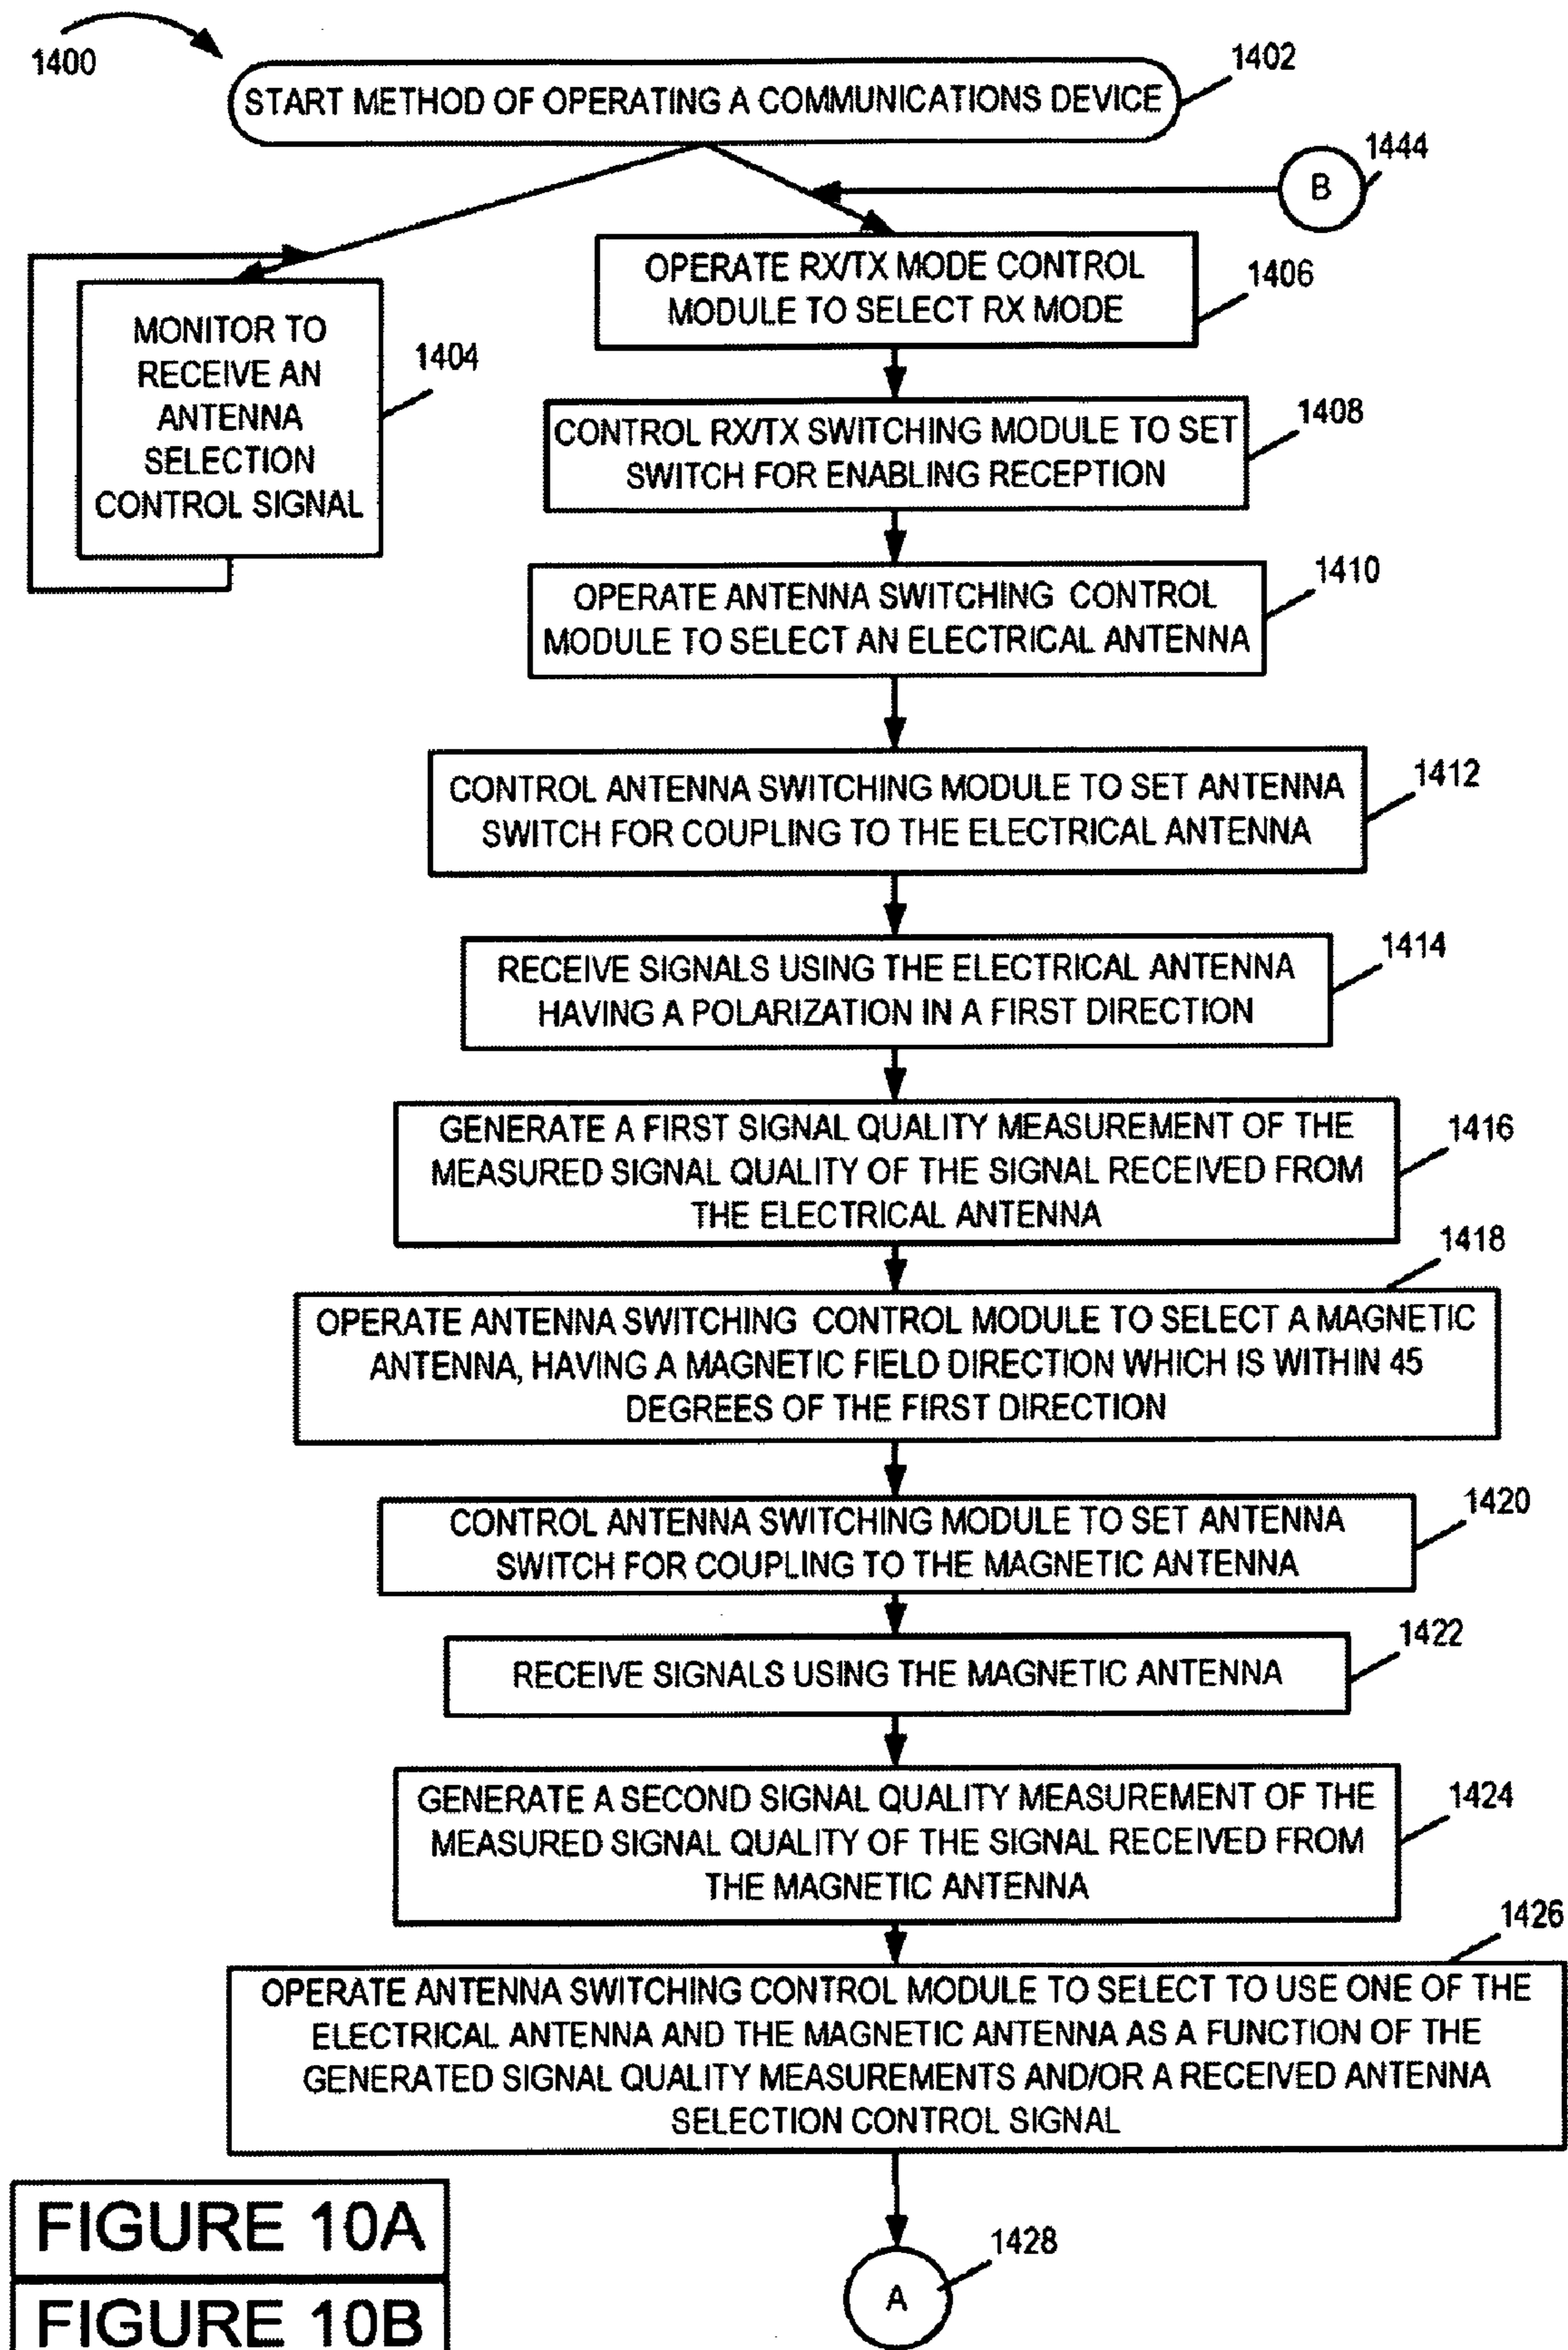 1400
START METHOD OF OPERATING A COMMUNICATIONS DEVICE
1402
B
1444
MONITOR TO
RECEIVE AN
ANTENNA
SELECTION
CONTROL SIGNAL
1404
OPERATE RX/TX MODE CONTROL
MODULE TO SELECT RX MODE
1406
CONTROL RX/TX SWITCHING MODULE TO SET
SWITCH FOR ENABLING RECEPTION
1408
OPERATE ANTENNA SWITCHING CONTROL
MODULE TO SELECT AN ELECTRICAL ANTENNA
1410
CONTROL ANTENNA SWITCHING MODULE TO SET ANTENNA
SWITCH FOR COUPLING TO THE ELECTRICAL ANTENNA
1412
RECEIVE SIGNALS USING THE ELECTRICAL ANTENNA
HAVING A POLARIZATION IN A FIRST DIRECTION
1414
GENERATE A FIRST SIGNAL QUALITY MEASUREMENT OF THE
MEASURED SIGNAL QUALITY OF THE SIGNAL RECEIVED FROM
THE ELECTRICAL ANTENNA
1416
OPERATE ANTENNA SWITCHING CONTROL MODULE TO SELECT A MAGNETIC
ANTENNA, HAVING A MAGNETIC FIELD DIRECTION WHICH IS WITHIN 45
DEGREES OF THE FIRST DIRECTION
1418
CONTROL ANTENNA SWITCHING MODULE TO SET ANTENNA
SWITCH FOR COUPLING TO THE MAGNETIC ANTENNA
1420
RECEIVE SIGNALS USING THE MAGNETIC ANTENNA
1422
GENERATE A SECOND SIGNAL QUALITY MEASUREMENT OF THE
MEASURED SIGNAL QUALITY OF THE SIGNAL RECEIVED FROM
THE MAGNETIC ANTENNA
1424
OPERATE ANTENNA SWITCHING CONTROL MODULE TO SELECT TO USE ONE OF THE
ELECTRICAL ANTENNA AND THE MAGNETIC ANTENNA AS A FUNCTION OF THE
GENERATED SIGNAL QUALITY MEASUREMENTS AND/OR A RECEIVED ANTENNA
SELECTION CONTROL SIGNAL
1426
A
1428
FIGURE 10A
FIGURE 10B